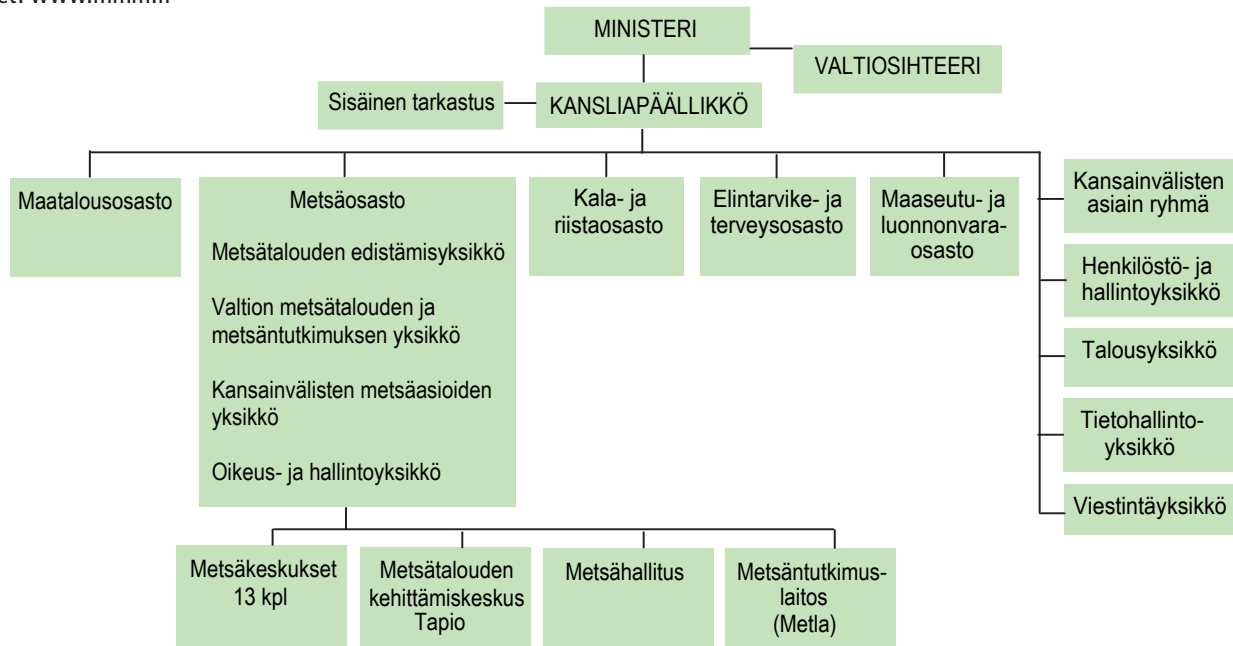 MINISTERI
VALTIOSIHTEERI
Sisäinen tarkastus
KANSLIAPÄÄLLIKKÖ
Maatalousosasto
Metsäosasto
Metsätalouden edistämisyksikkö
Valtion metsätalouden ja
metsäntutkimuksen yksikkö
Kansainvälisten metsäasioiden
yksikkö
Oikeus- ja hallintoyksikkö
Kala- ja
riistaosasto
Elintarvike- ja
terveysosasto
Maaseutu- ja
luonnonvara-
osasto
Kansainvälisten
asiain ryhmä
Henkilöstö- ja
hallintoyksikkö
Talousyksikkö
Tietohallinto-
yksikkö
Viestintäyksikkö
Metsäkeskukset
13 kpl
Metsätalouden
kehittämiskeskus
Tapio
Metsähallitus
Metsäntutkimus-
laitos
(Metla)